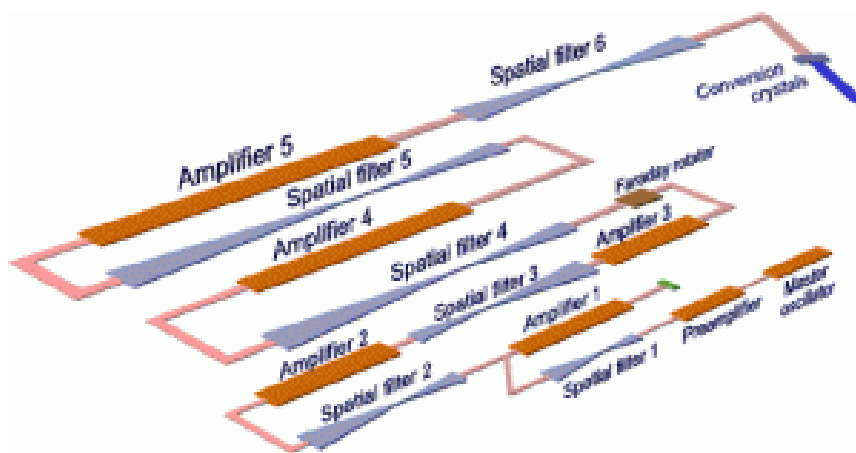 Spatial filter 6
Conversion
crystals
Amplifier 5
Spatial filter 5
Faraday rotator
Amplifier 4
Amplifier 3
Spatial filter 4
Spatial filter 3
Amplifier 1
Master
oscillator
Preamplifier
Amplifier 2
Spatial filter 1
Spatial filter 2